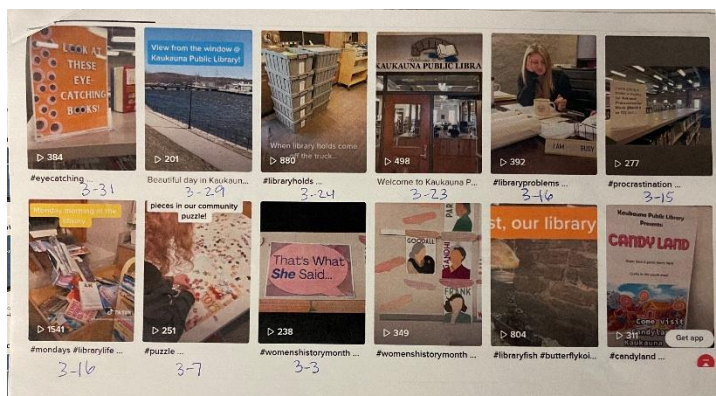 LOOK AT
THESE
EYE-
CATCHING
BOOKS!
384
#eyecatching ...
3-31
View from the window @
Kaukauna Public Library!
201
Beautiful day in Kaukaun...
3-29
When library holds come
off the truck..
880
#libraryholds ...
3-24
KAUKAUNA PUBLIC LIBRA
498
Welcome to Kaukauna P...
3-23
I AM
BUSY
392
#libraryproblems ...
3-16
277
#procrastination ...
3-15
Monday morning at the
library
1541
#mondays #librarylife ...
3-16
pieces in our community
puzzle!
251
#puzzle ...
3-7
That's What
She Said...
238
#womenshistorymonth ...
3-3
PAR
GOODALL
GANDHI
FRANK
349
#womenshistorymonth ...
st, our library
804
#libraryfish #butterflykoi...
Kaukauna Public Library
Presents:
CANDY LAND
Come visit
Kaukauna
311
Get app
#candyland ...